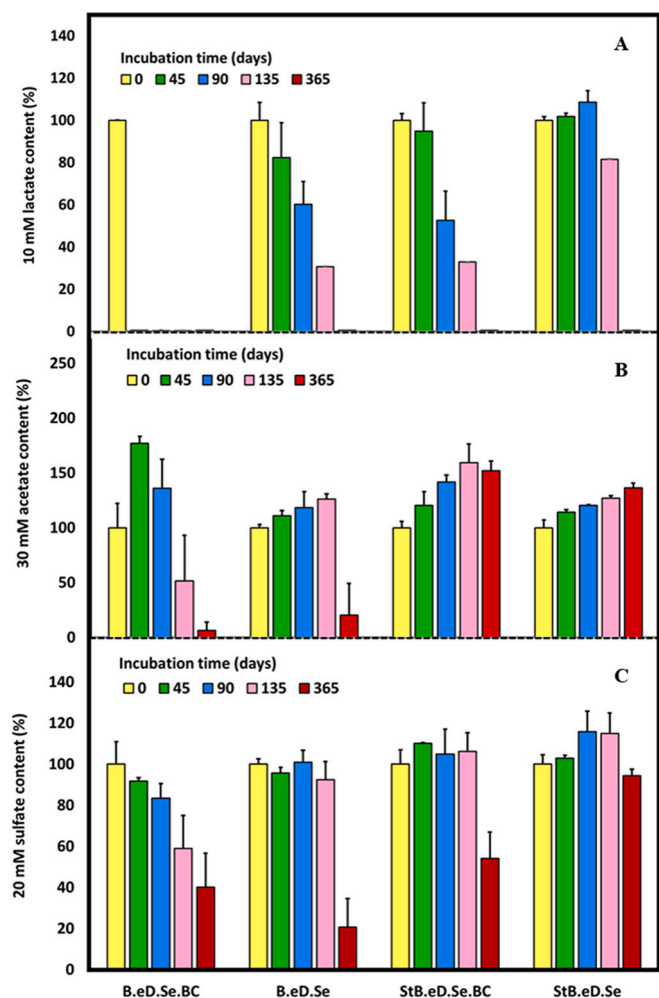 A
Incubation time (days)
0 45 90 135 365
10 mM lactate content (%)
140
120
100
80
60
40
20
0
B
Incubation time (days)
0 45 90 135 365
30 mM acetate content (%)
250
200
150
100
50
0
C
Incubation time (days)
0 45 90 135 365
20 mM sulfate content (%)
140
120
100
80
60
40
20
0
B.eD.Se.BC B.eD.Se StB.eD.Se.BC StB.eD.Se